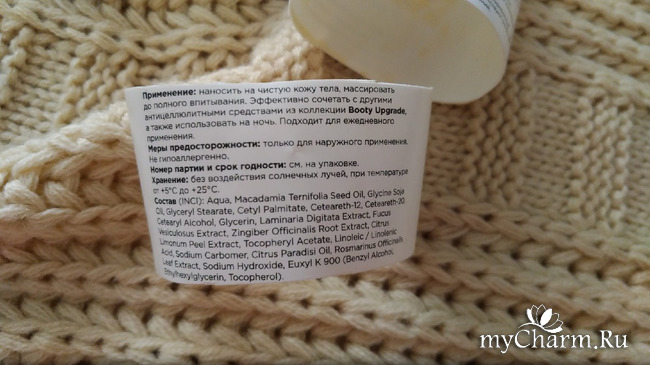 Применение: наносить на чистую кожу тела, массировать
до полного впитывания. Эффективно сочетать с другими
антицеллюлитными средствами из коллекции Booty Upgrade,
а также использовать на ночь. Подходит для ежедневного
применения.
Меры предосторожности: только для наружного применения.
Не гипоаллергенно.
Номер партии и срок годности: см. на упаковке.
Хранение: без воздействия солнечных лучей, при температуре
от +5°С до +25°С.
Состав (INCI): Aqua, Macadamia Ternifolia Seed Oil, Glycine Soja
Oil, Glyceryl Stearate, Cetyl Palmitate, Ceteareth-12, Ceteareth-20,
Cetearyl Alcohol, Glycerin, Laminaria Digitata Extract, Fucus
Vesiculosus Extract, Zingiber Officinalis Root Extract, Citrus
Limonum Peel Extract, Tocopheryl Acetate, Linoleic / Linolenic
Acid, Sodium Carbomer, Citrus Paradisi Oil, Rosmarinus Officinalis
Leaf Extract, Sodium Hydroxide, Euxyl K 900 (Benzyl Alcohol,
Ethylhexylglycerin, Tocopherol).
myCharm.Ru